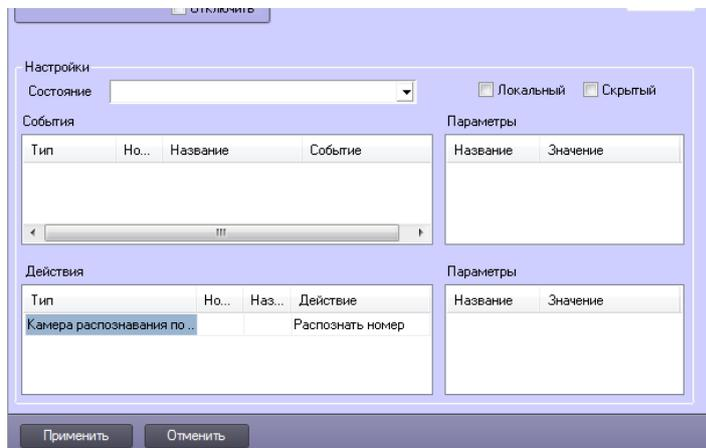 Отключить
Настройки
Состояние
Локальный Скрытый
События Параметры
Тип Но... Название Событие Название Значение
Действия Параметры
Тип Но... Наз... Действие Название Значение
Камера распознавания по .. Распознать номер
Применить Отменить